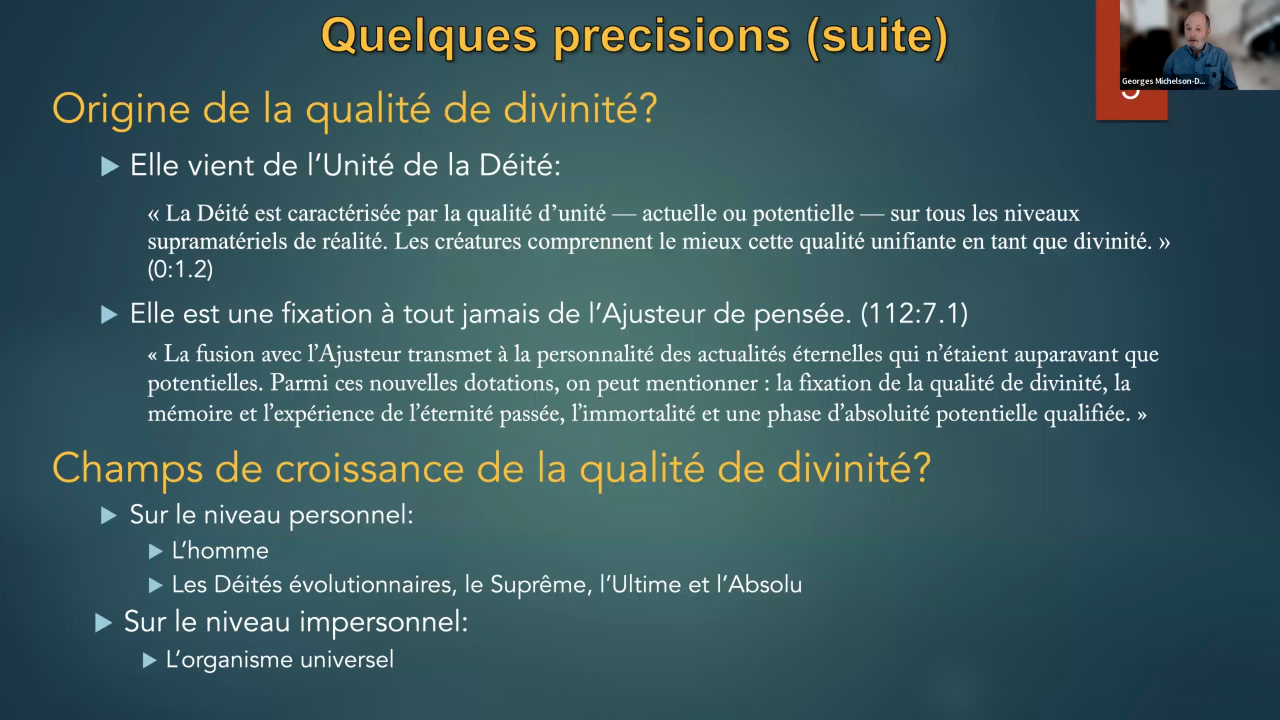 Quelques precisions (suite)
Georges Michelson-D...
Origine de la qualité de divinité?
Elle vient de l’Unité de la Déité:
« La Déité est caractérisée par la qualité d’unité — actuelle ou potentielle — sur tous les niveaux
supramatériels de réalité. Les créatures comprennent le mieux cette qualité unifiante en tant que divinité. »
(0:1.2)
Elle est une fixation à tout jamais de l’Ajusteur de pensée. (112:7.1)
« La fusion avec l’Ajusteur transmet à la personnalité des actualités éternelles qui n’étaient auparavant que
potentielles. Parmi ces nouvelles dotations, on peut mentionner : la fixation de la qualité de divinité, la
mémoire et l’expérience de l’éternité passée, l’immortalité et une phase d’absoluité potentielle qualifiée. »
Champs de croissance de la qualité de divinité?
Sur le niveau personnel:
L’homme
Les Déités évolutionnaires, le Suprême, l’Ultime et l’Absolu
Sur le niveau impersonnel:
L’organisme universel